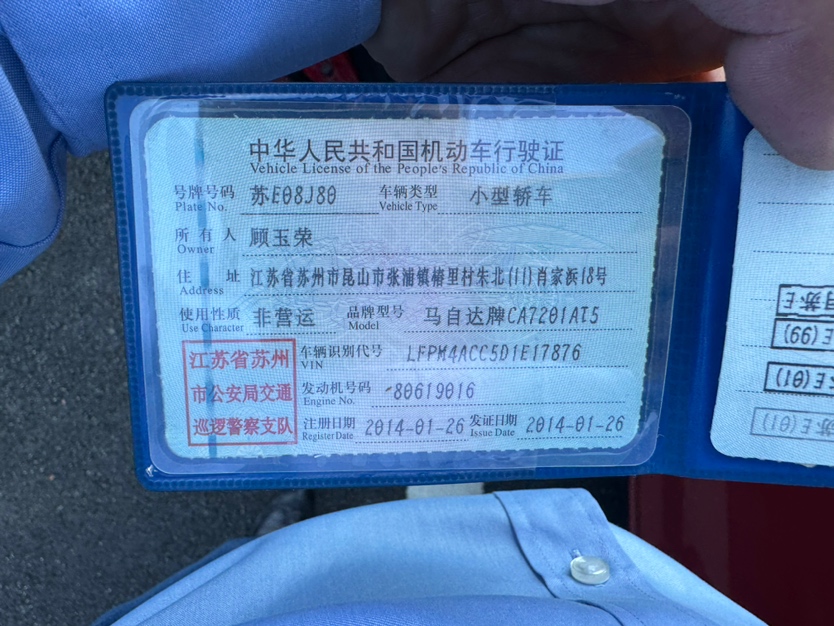 中华人民共和国机动车行驶证
Vehicle License of the People's Republic of China
号牌号码 苏E08J80 车辆类型 小型轿车
Plate No. Vehicle Type
所有人 顾玉荣
Owner
住址 江苏省苏州市昆山市张浦镇椿里村朱北(11)肖家浜18号
Address
使用性质 非营运 品牌型号 马自达牌CA7201AT5
Use Character Model
车辆识别代号 LFPM4ACC5D1E17876
VIN
发动机号码 80619016
Engine No.
注册日期 2014-01-26 发证日期 2014-01-26
Register Date Issue Date
江苏省苏州
市公安局交通
巡逻警察支队
苏E
E(99)
E(01)
苏E(01)